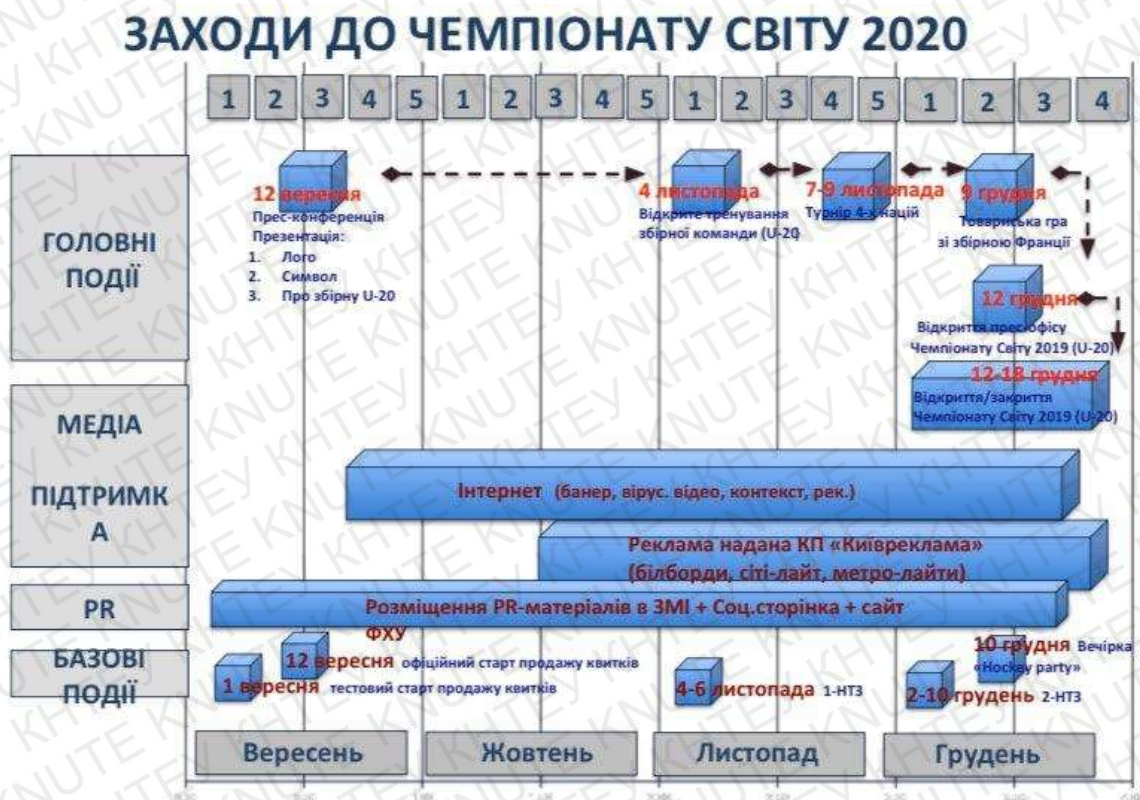 ЗАХОДИ ДО ЧЕМПІОНАТУ СВІТУ 2020
1 2 3 4 5 1 2 3 4 5 1 2 3 4 5 1 2 3 4
ГОЛОВНІ
ПОДІЇ
12 вересня
Прес-конференція
Презентація:
1. Лого
2. Символ
3. Про збірну U-20
4 листопада
Відкрите тренування
збірної команди (U-20)
7-9 листопада
Турнір 4-х націй
9 грудня
Товариська гра
зі збірною Франції
12 грудня
Відкриття прес-офісу
Чемпіонату Світу 2019 (U-20)
12-18 грудня
Відкриття/закриття
Чемпіонату Світу 2019 (U-20)
МЕДІА
ПІДТРИМК
А
Інтернет (банер, вірус. відео, контекст, рек.)
Реклама надана КП «Київреклама»
(білборди, сіті-лайт, метро-лайти)
PR
Розміщення PR-матеріалів в ЗМІ + Соц.сторінка + сайт
ФХУ
БАЗОВІ
ПОДІЇ
12 вересня офіційний старт продажу квитків
1 вересня тестовий старт продажу квитків
4-6 листопада 1-НТЗ
10 грудня Вечірка
«Hockey party»
2-10 грудень 2-НТЗ
Вересень Жовтень Листопад Грудень
KHTEY KNUTE KHTEY KNUTE